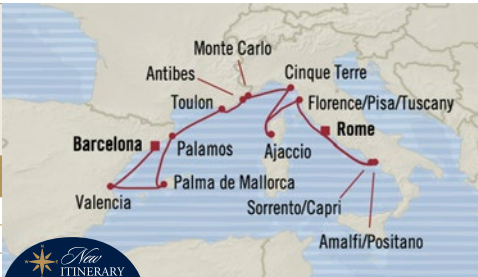 Monte Carlo
Antibes
Cinque Terre
Toulon
Florence/Pisa/Tuscany
Rome
Barcelona
Palamos
Ajaccio
Palma de Mallorca
Valencia
Sorrento/Capri
Amalfi/Positano
New
ITINERARY